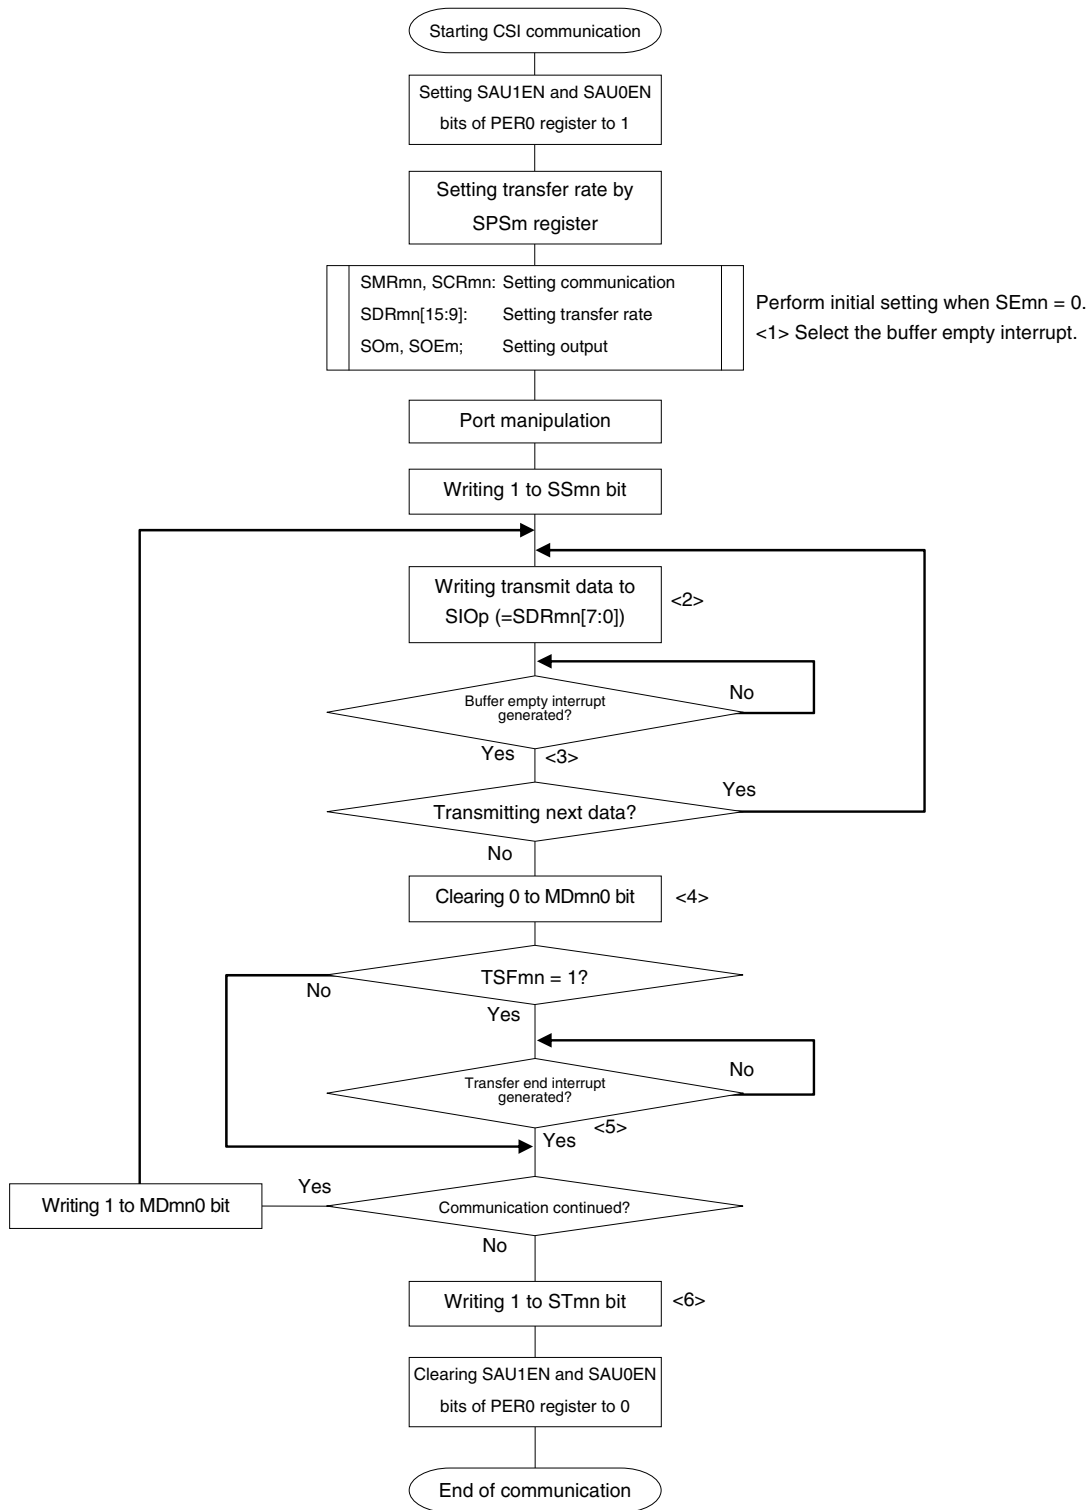 Starting CSI communication
Setting SAU1EN and SAU0EN
bits of PER0 register to 1
Setting transfer rate by
SPSm register
SMRmn, SCRmn: Setting communication
SDRmn[15:9]: Setting transfer rate
SOm, SOEm; Setting output
Perform initial setting when SEmn = 0.
<1> Select the buffer empty interrupt.
Port manipulation
Writing 1 to SSmn bit
Writing transmit data to
SIOp (=SDRmn[7:0])
<2>
Buffer empty interrupt
generated?
No
Yes
<3>
Transmitting next data?
Yes
No
Clearing 0 to MDmn0 bit
<4>
TSFmn = 1?
No
Yes
Transfer end interrupt
generated?
No
<5>
Yes
Communication continued?
Yes
Writing 1 to MDmn0 bit
No
Writing 1 to STmn bit
<6>
Clearing SAU1EN and SAU0EN
bits of PER0 register to 0
End of communication